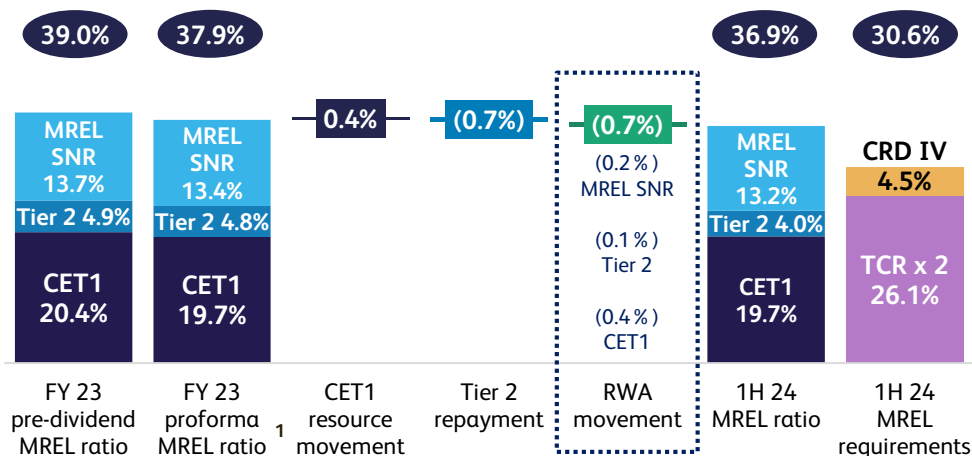 39.0%
37.9%
36.9%
30.6%
MREL
SNR
13.7%
Tier 2 4.9%
CET1
20.4%
MREL
SNR
13.4%
Tier 2 4.8%
CET1
19.7%
0.4%
(0.7%)
(0.7%)
(0.2%)
MREL SNR
(0.1%)
Tier 2
(0.4%)
CET1
MREL
SNR
13.2%
Tier 2 4.0%
CET1
19.7%
CRD IV
4.5%
TCR x 2
26.1%
FY 23
pre-dividend
MREL ratio
FY 23
proforma
MREL ratio 1
CET1
resource
movement
Tier 2
repayment
RWA
movement
1H 24
MREL ratio
1H 24
MREL
requirements